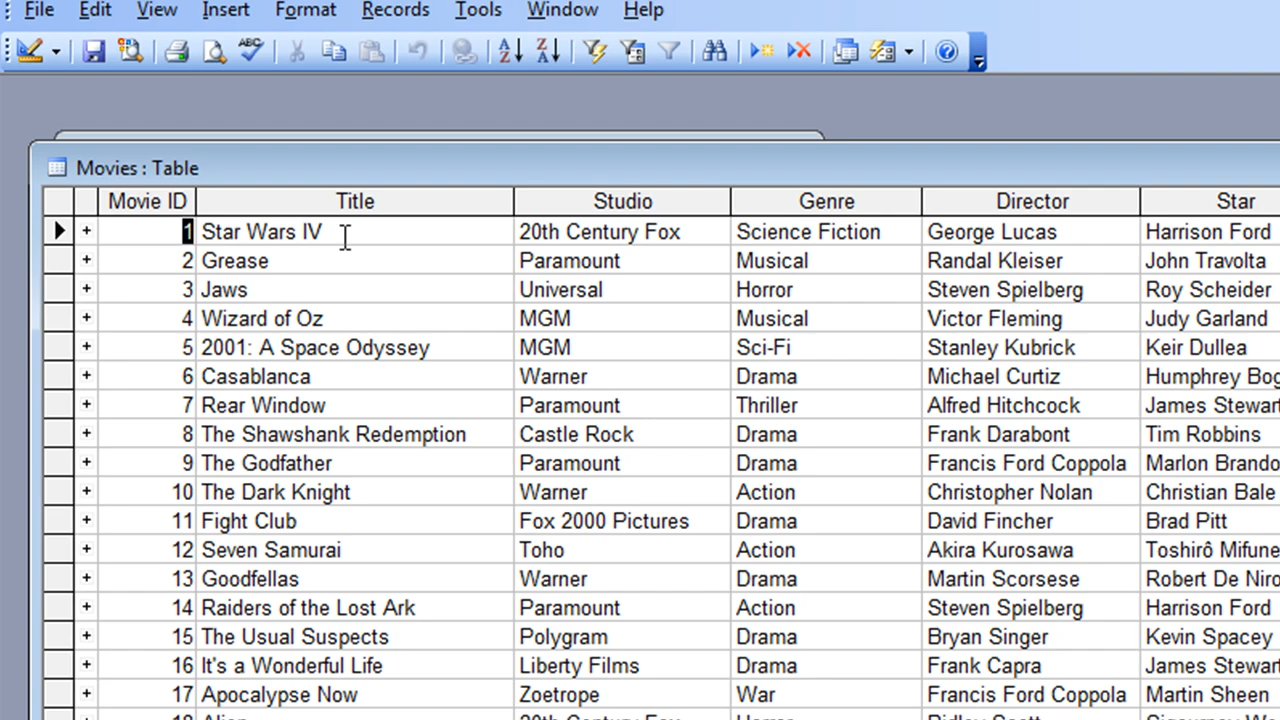 File Edit View Insert Format Records Tools Window Help
ABC A Z Z A
Movies : Table
Movie ID Title Studio Genre Director Star
+ 1 Star Wars IV 20th Century Fox Science Fiction George Lucas Harrison Ford
+ 2 Grease Paramount Musical Randal Kleiser John Travolta
+ 3 Jaws Universal Horror Steven Spielberg Roy Scheider
+ 4 Wizard of Oz MGM Musical Victor Fleming Judy Garland
+ 5 2001: A Space Odyssey MGM Sci-Fi Stanley Kubrick Keir Dullea
+ 6 Casablanca Warner Drama Michael Curtiz Humphrey Bog
+ 7 Rear Window Paramount Thriller Alfred Hitchcock James Stewart
+ 8 The Shawshank Redemption Castle Rock Drama Frank Darabont Tim Robbins
+ 9 The Godfather Paramount Drama Francis Ford Coppola Marlon Brando
+ 10 The Dark Knight Warner Action Christopher Nolan Christian Bale
+ 11 Fight Club Fox 2000 Pictures Drama David Fincher Brad Pitt
+ 12 Seven Samurai Toho Action Akira Kurosawa Toshirô Mifune
+ 13 Goodfellas Warner Drama Martin Scorsese Robert De Niro
+ 14 Raiders of the Lost Ark Paramount Action Steven Spielberg Harrison Ford
+ 15 The Usual Suspects Polygram Drama Bryan Singer Kevin Spacey
+ 16 It's a Wonderful Life Liberty Films Drama Frank Capra James Stewart
+ 17 Apocalypse Now Zoetrope War Francis Ford Coppola Martin Sheen